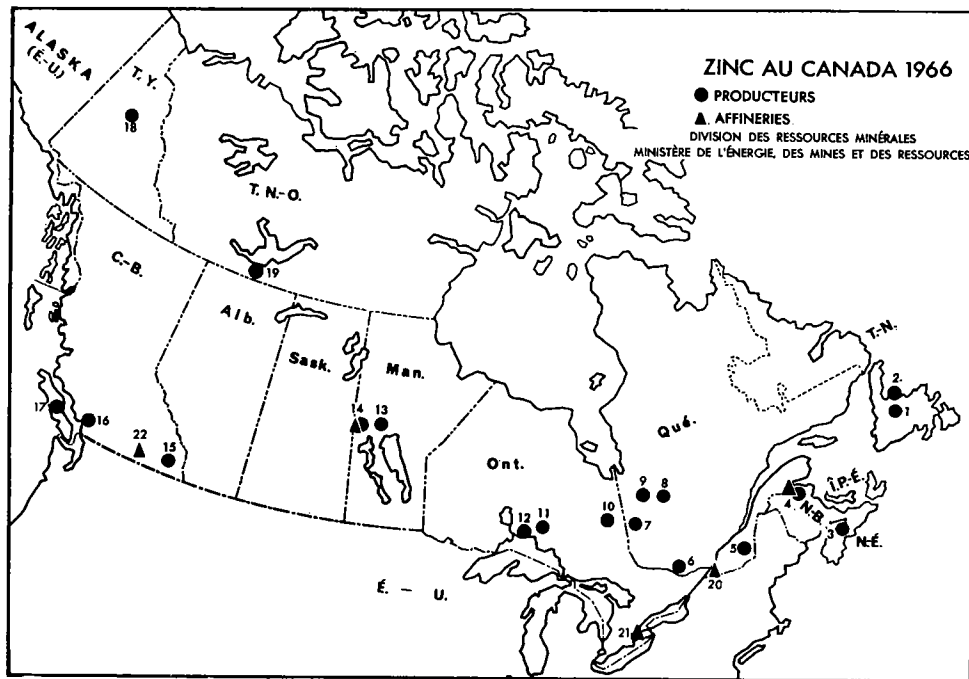 ZINC AU CANADA 1966
● PRODUCTEURS
▲ AFFINERIES
DIVISION DES RESSOURCES MINÉRALES
MINISTÈRE DE L'ÉNERGIE, DES MINES ET DES RESSOURCES
ALASKA
(É-U.)
T. Y.
18
T. N.-O.
19
C.-B.
Alb.
Sask.
Man.
T.-N.
2.
1
17
16
22
15
14
13
Ont.
Qué.
9
8
10
7
12
11
Î.P.-É.
4
N.-B.
3
N.-É.
5
6
20
21
É. — U.